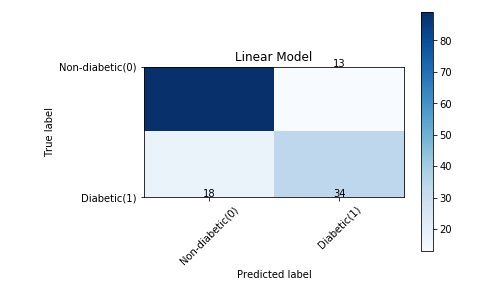 Linear Model
Non-diabetic(0)
13
True label
Diabetic(1)
18
34
Non-diabetic(0)
Diabetic(1)
Predicted label
80
70
60
50
40
30
20